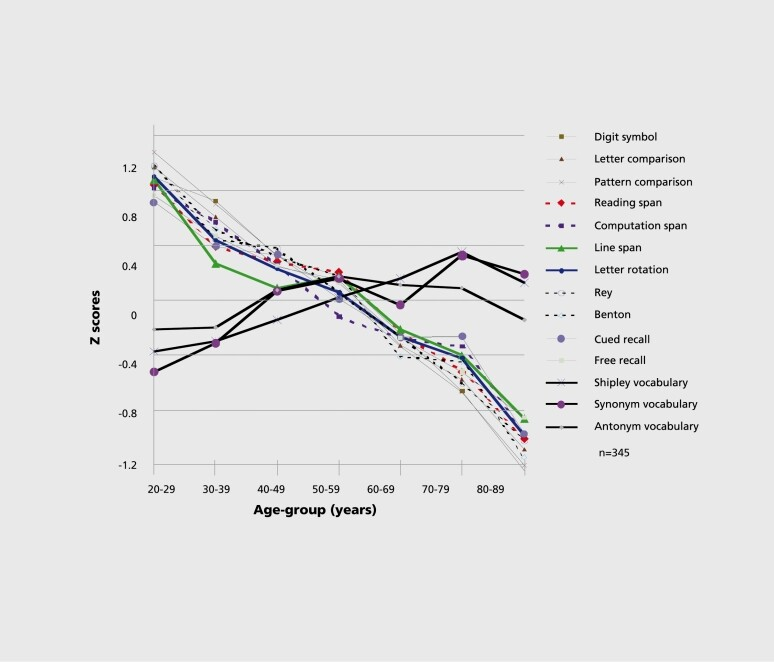 1.2
0.8
0.4
0
-0.4
-0.8
-1.2
Z scores
20-29 30-39 40-49 50-59 60-69 70-79 80-89
Age-group (years)
Digit symbol
Letter comparison
Pattern comparison
Reading span
Computation span
Line span
Letter rotation
Rey
Benton
Cued recall
Free recall
Shipley vocabulary
Synonym vocabulary
Antonym vocabulary
n=345